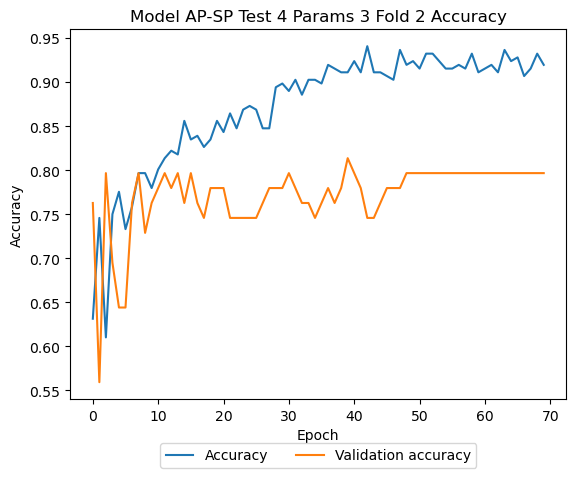 Model AP-SP Test 4 Params 3 Fold 2 Accuracy
0.95
0.90
0.85
0.80
0.75
0.70
0.65
0.60
0.55
Accuracy
0 10 20 30 40 50 60 70
Epoch
Accuracy Validation accuracy